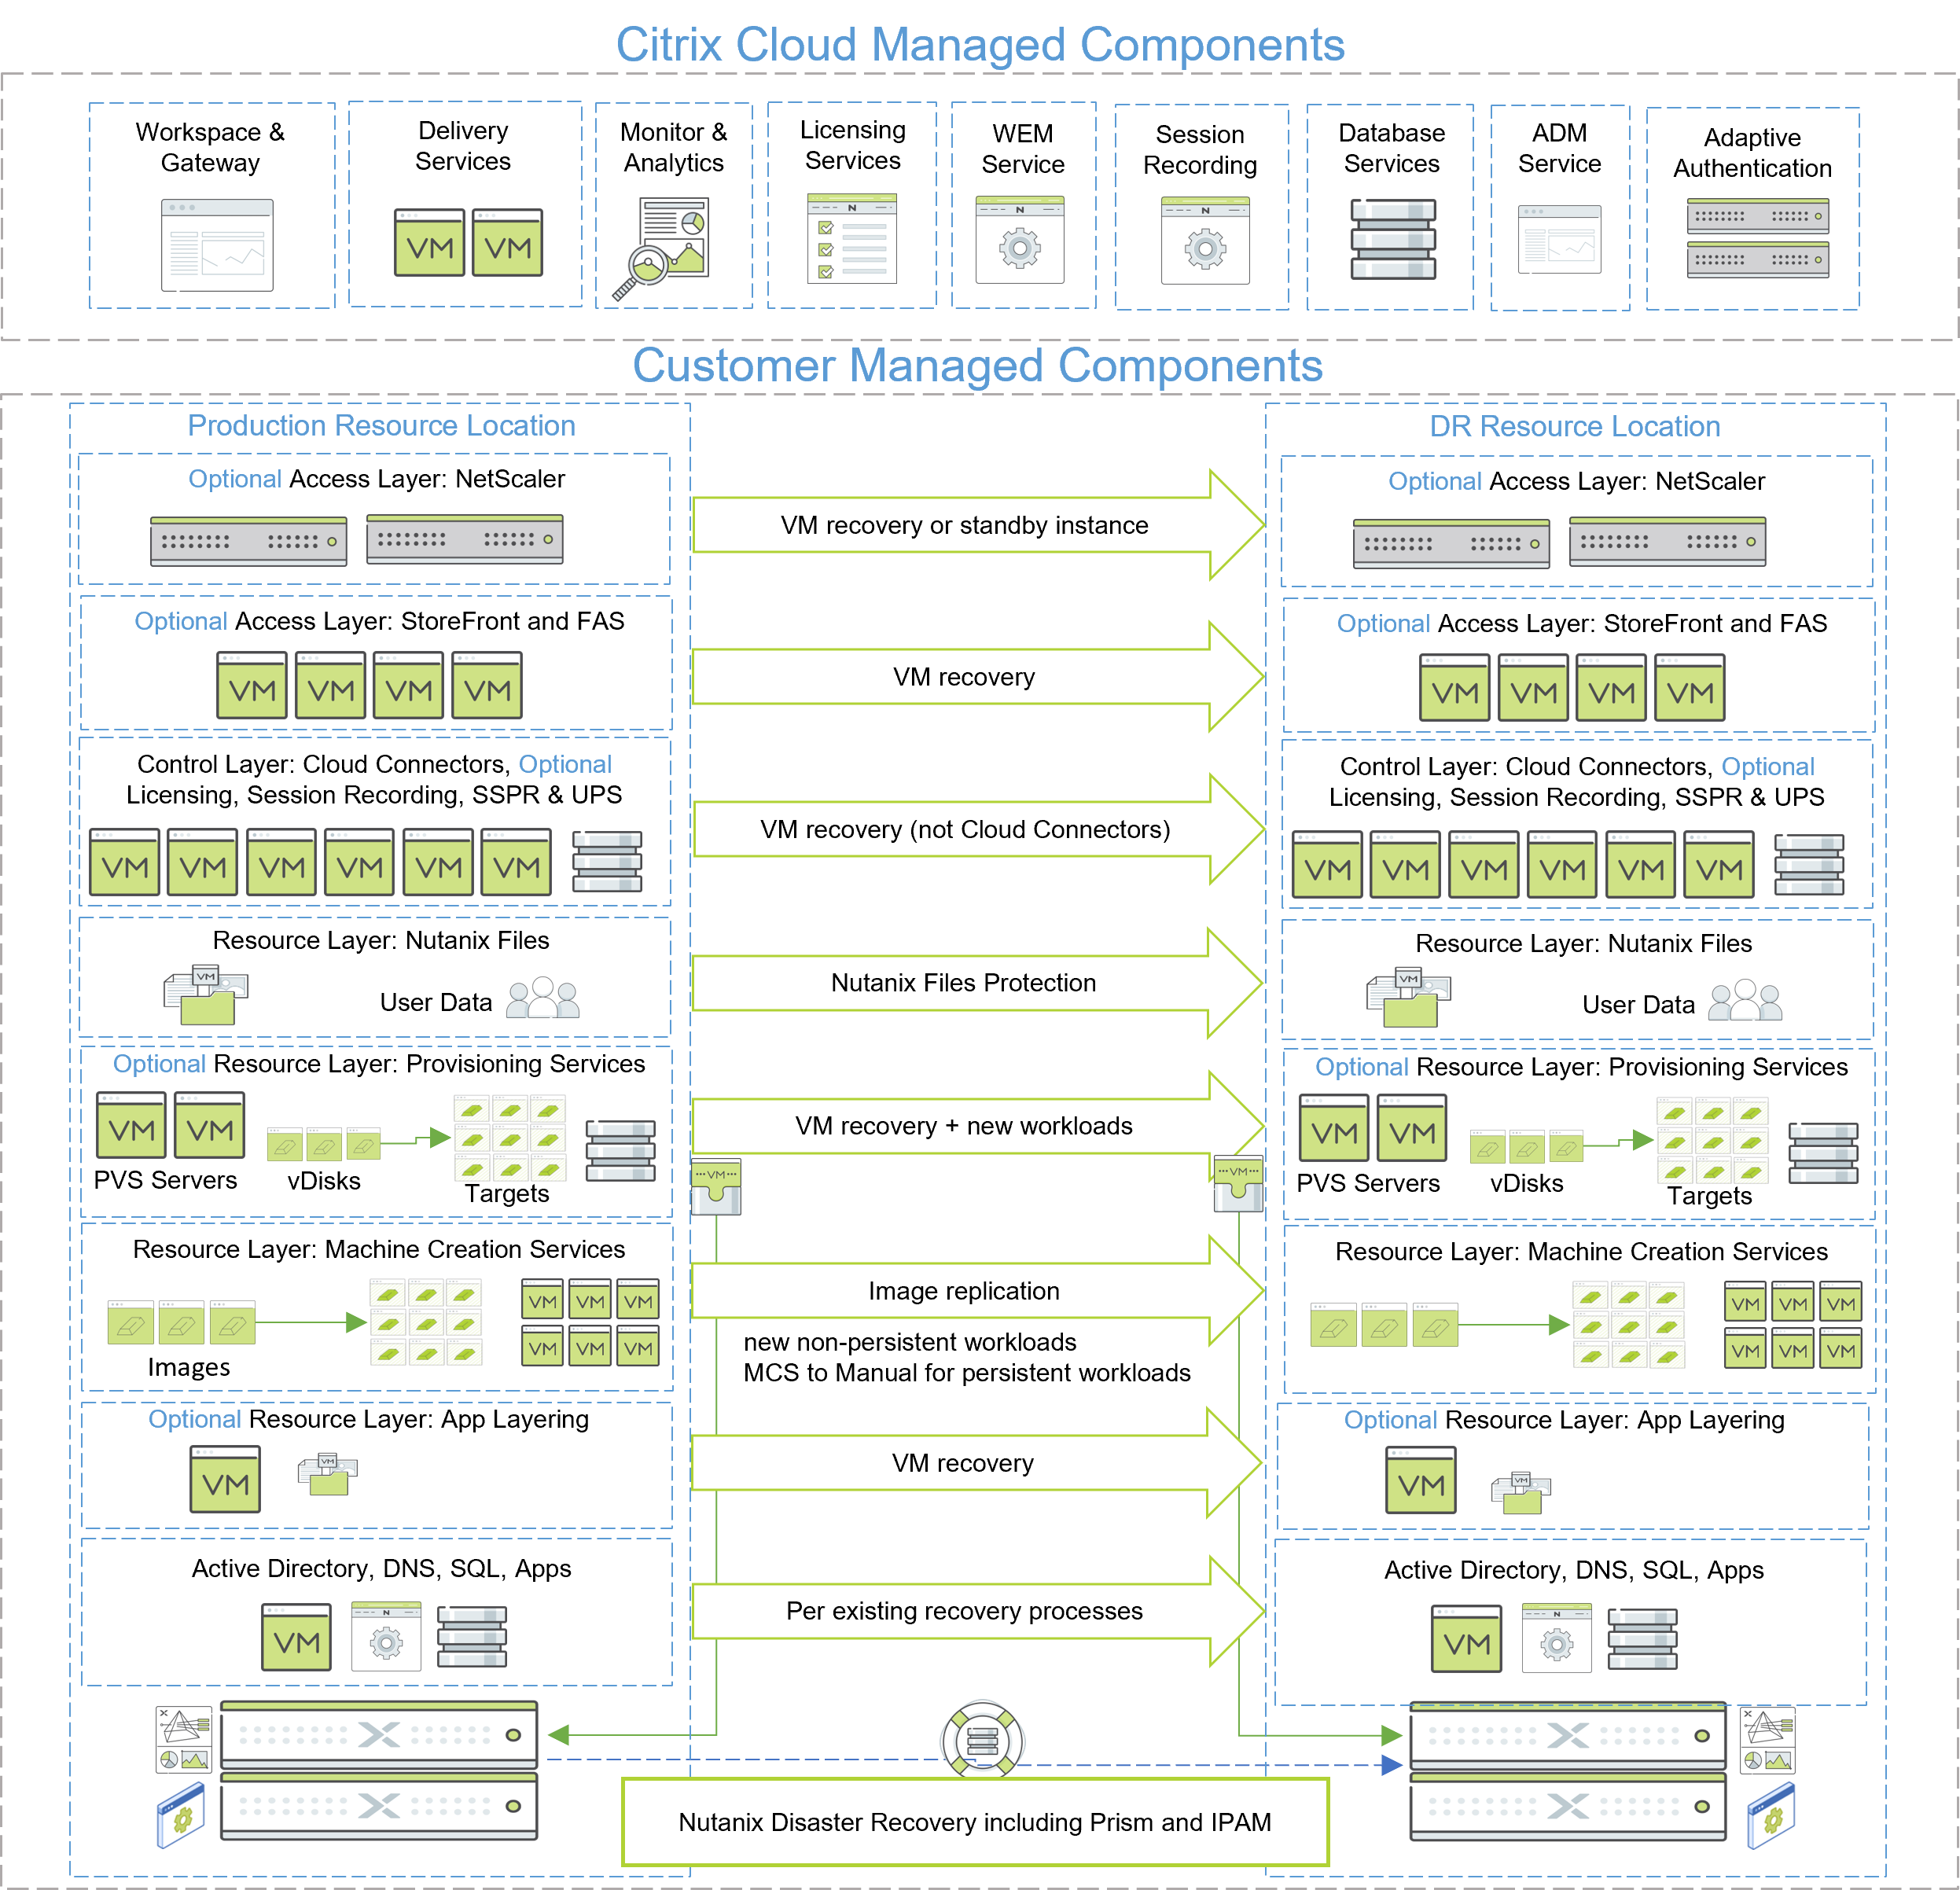 Citrix Cloud Managed Components
Workspace &
Gateway
Delivery
Services
VM VM
Monitor &
Analytics
Licensing
Services
N
WEM
Service
N
Session
Recording
N
Database
Services
ADM
Service
Adaptive
Authentication
Customer Managed Components
Production Resource Location
DR Resource Location
Optional Access Layer: NetScaler
VM recovery or standby instance
Optional Access Layer: NetScaler
Optional Access Layer: StoreFront and FAS
VM VM VM VM
VM recovery
Optional Access Layer: StoreFront and FAS
VM VM VM VM
Control Layer: Cloud Connectors, Optional
Licensing, Session Recording, SSPR & UPS
VM VM VM VM VM VM
VM recovery (not Cloud Connectors)
Control Layer: Cloud Connectors, Optional
Licensing, Session Recording, SSPR & UPS
VM VM VM VM VM VM
Resource Layer: Nutanix Files
VM
User Data
Nutanix Files Protection
Resource Layer: Nutanix Files
VM
User Data
Optional Resource Layer: Provisioning Services
VM VM
PVS Servers
vDisks
Targets
VM recovery + new workloads
VM
VM
Optional Resource Layer: Provisioning Services
VM VM
PVS Servers
vDisks
Targets
Resource Layer: Machine Creation Services
VM VM VM
VM VM VM
Images
Image replication
new non-persistent workloads
MCS to Manual for persistent workloads
Resource Layer: Machine Creation Services
VM VM VM
VM VM VM
Optional Resource Layer: App Layering
VM
VM
VM recovery
Optional Resource Layer: App Layering
VM
VM
Active Directory, DNS, SQL, Apps
VM
N
Per existing recovery processes
Active Directory, DNS, SQL, Apps
VM
N
X
X
X
X
X
X
Nutanix Disaster Recovery including Prism and IPAM